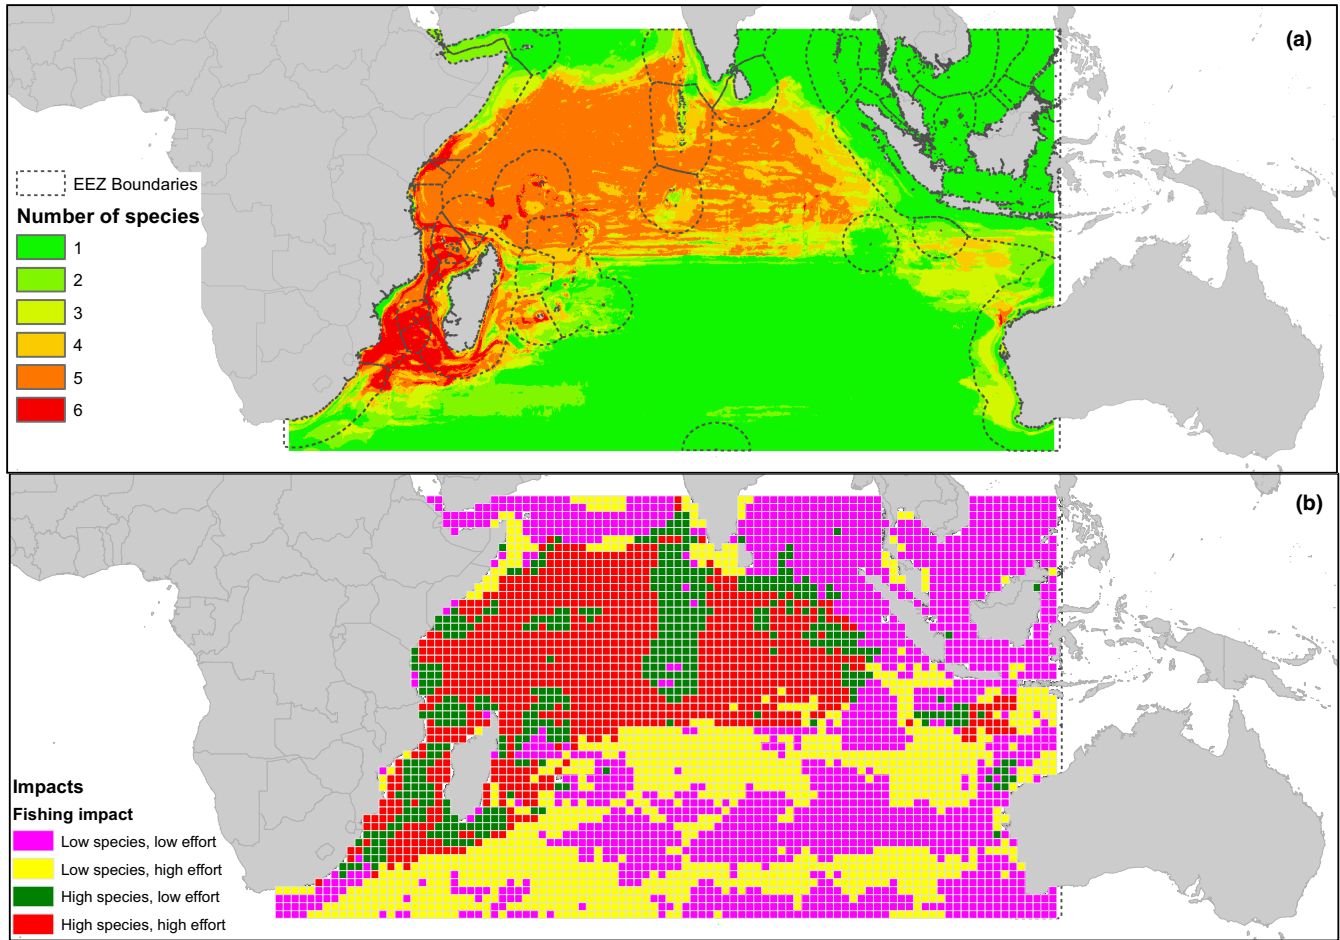 (a)
EEZ Boundaries
Number of species
1
2
3
4
5
6
(b)
Impacts
Fishing impact
Low species, low effort
Low species, high effort
High species, low effort
High species, high effort